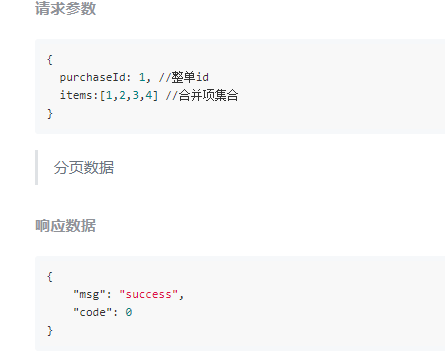 请求参数
{
purchaseId: 1, //整单id
items:[1,2,3,4] //合并项集合
}
分页数据
响应数据
{
"msg": "success",
"code": 0
}